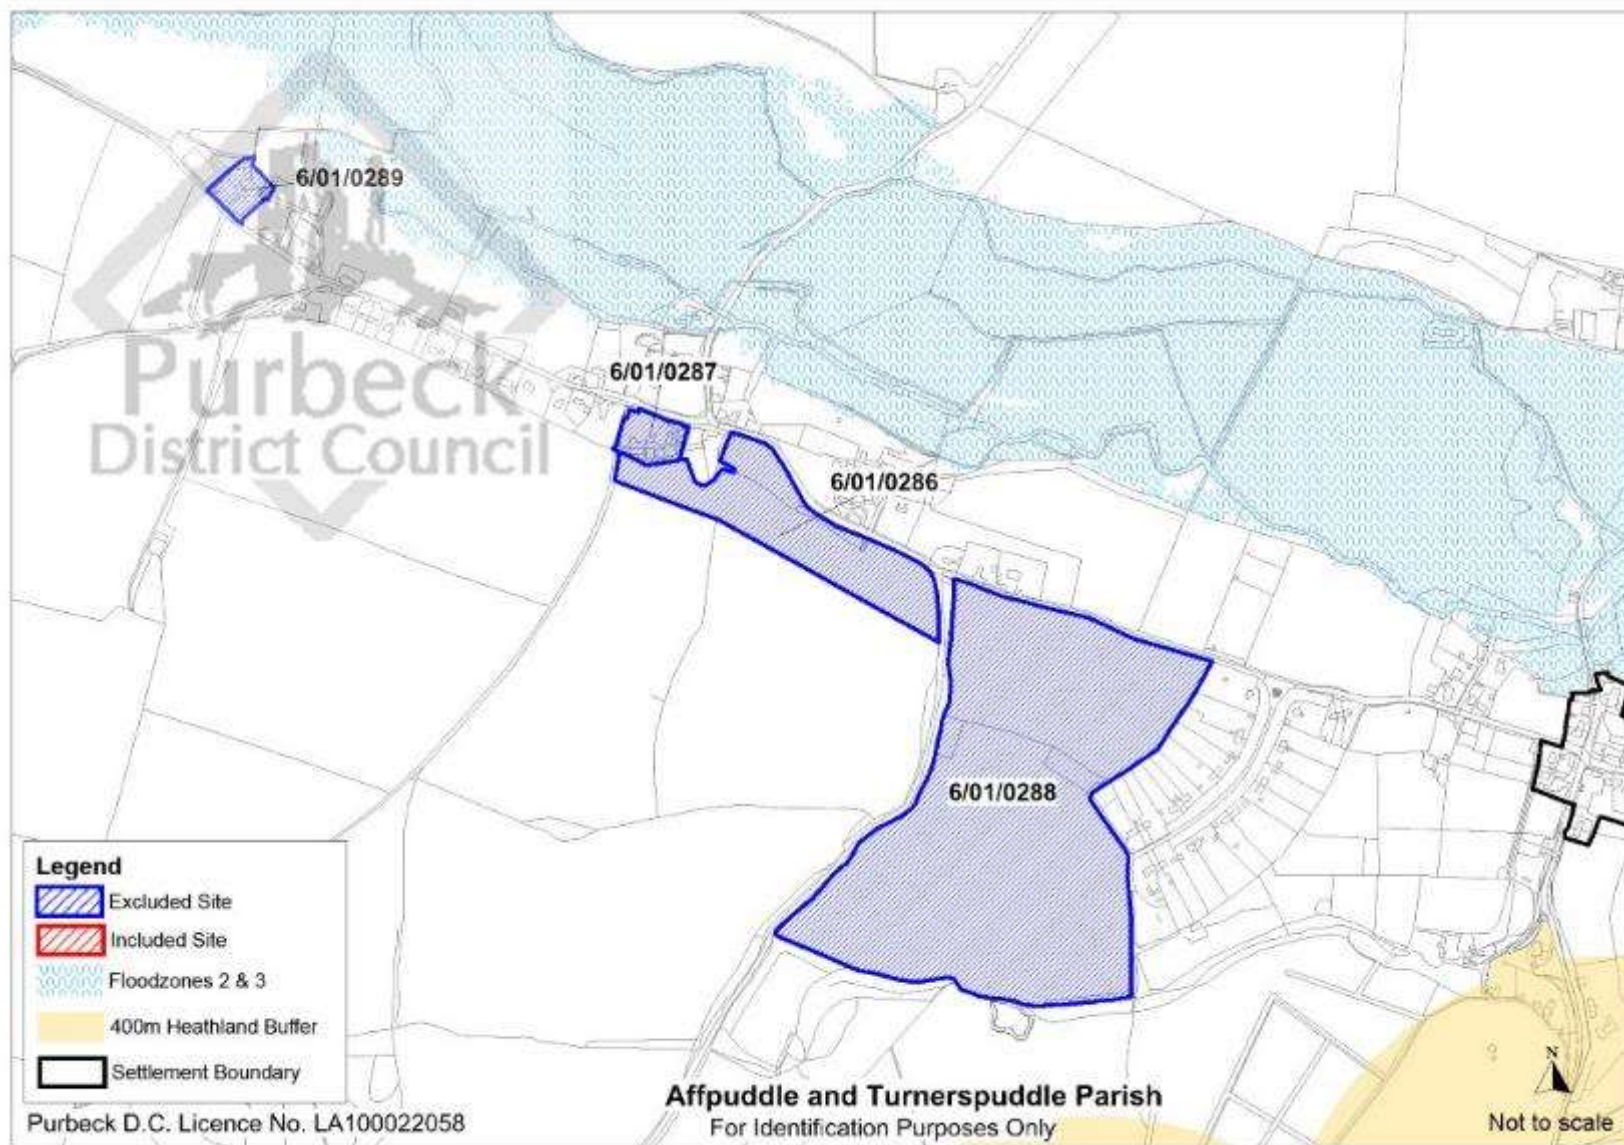 6/01/0289
Purbeck
District Council
6/01/0287
6/01/0286
6/01/0288
Legend
Excluded Site
Included Site
Floodzones 2 & 3
400m Heathland Buffer
Settlement Boundary
Purbeck D.C. Licence No. LA100022058
Affpuddle and Turnerspuddle Parish
For Identification Purposes Only
N
Not to scale